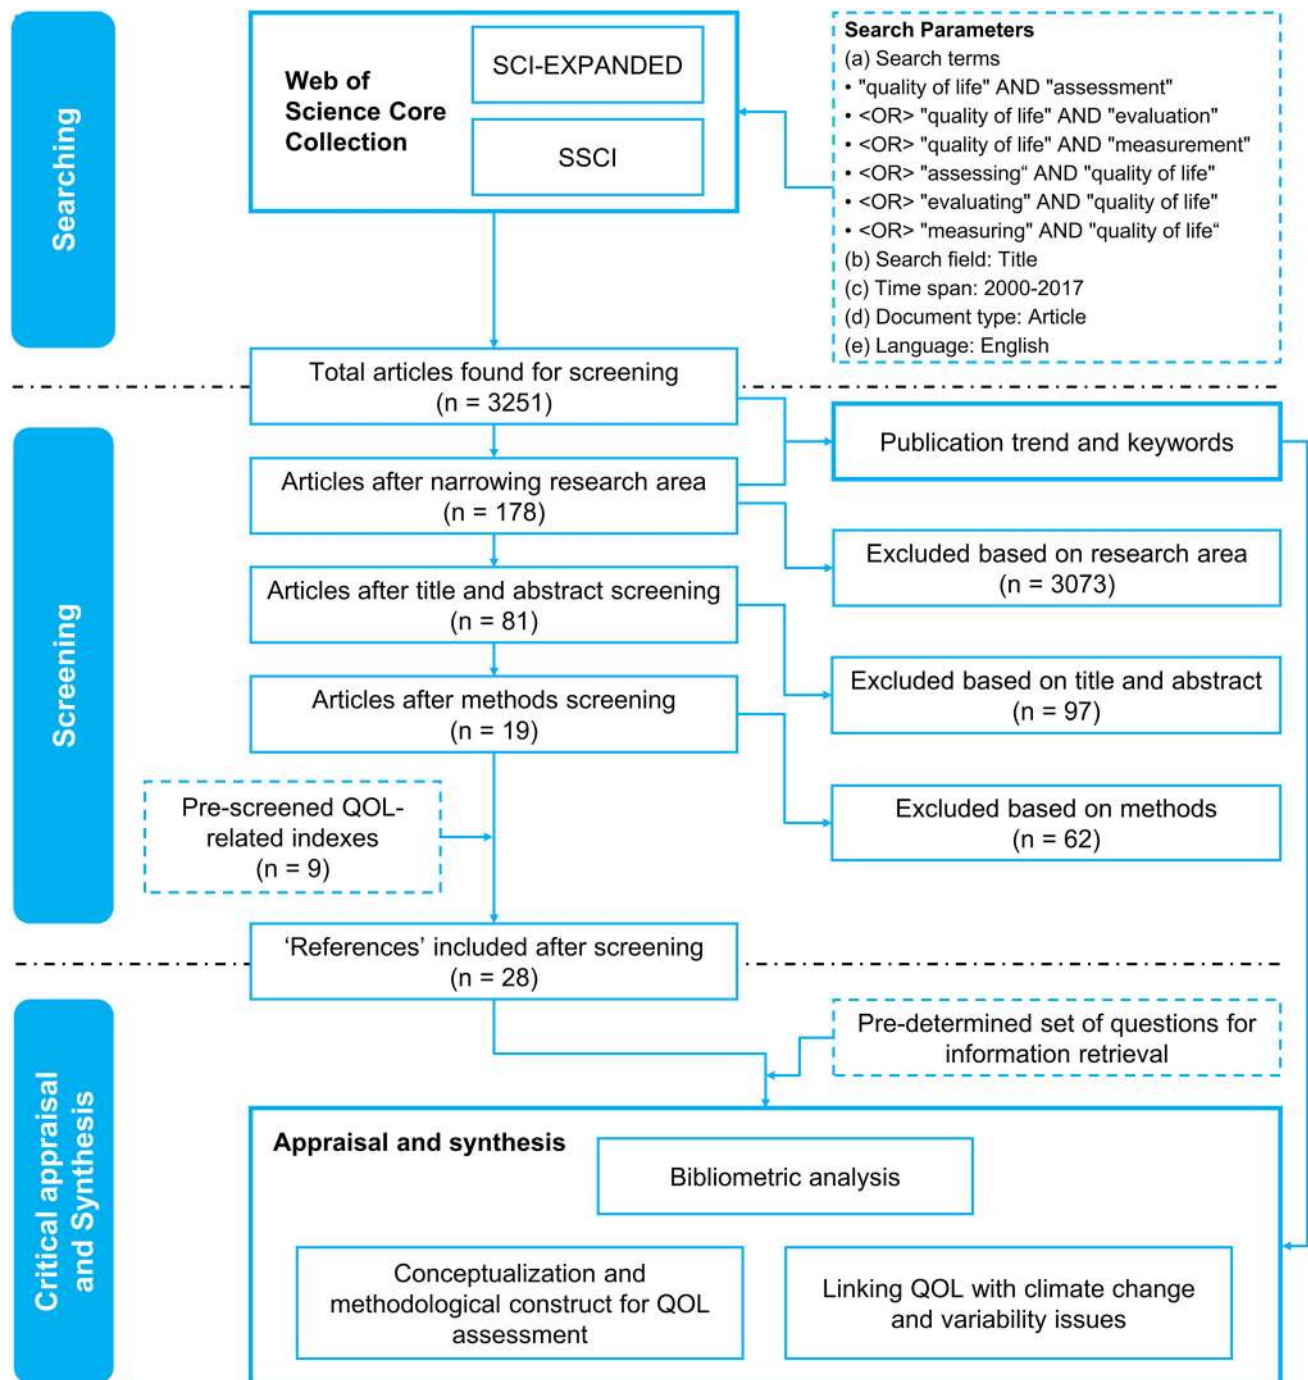 Searching
Web of
Science Core
Collection
SCI-EXPANDED
SSCI
Search Parameters
(a) Search terms
• "quality of life" AND "assessment"
• <OR> "quality of life" AND "evaluation"
• <OR> "quality of life" AND "measurement"
• <OR> "assessing“ AND "quality of life"
• <OR> "evaluating" AND "quality of life"
• <OR> "measuring" AND "quality of life“
(b) Search field: Title
(c) Time span: 2000-2017
(d) Document type: Article
(e) Language: English
Screening
Total articles found for screening
(n = 3251)
Publication trend and keywords
Articles after narrowing research area
(n = 178)
Excluded based on research area
(n = 3073)
Articles after title and abstract screening
(n = 81)
Excluded based on title and abstract
(n = 97)
Articles after methods screening
(n = 19)
Excluded based on methods
(n = 62)
Pre-screened QOL-
related indexes
(n = 9)
‘References’ included after screening
(n = 28)
Critical appraisal
and Synthesis
Pre-determined set of questions for
information retrieval
Appraisal and synthesis
Bibliometric analysis
Conceptualization and
methodological construct for QOL
assessment
Linking QOL with climate change
and variability issues